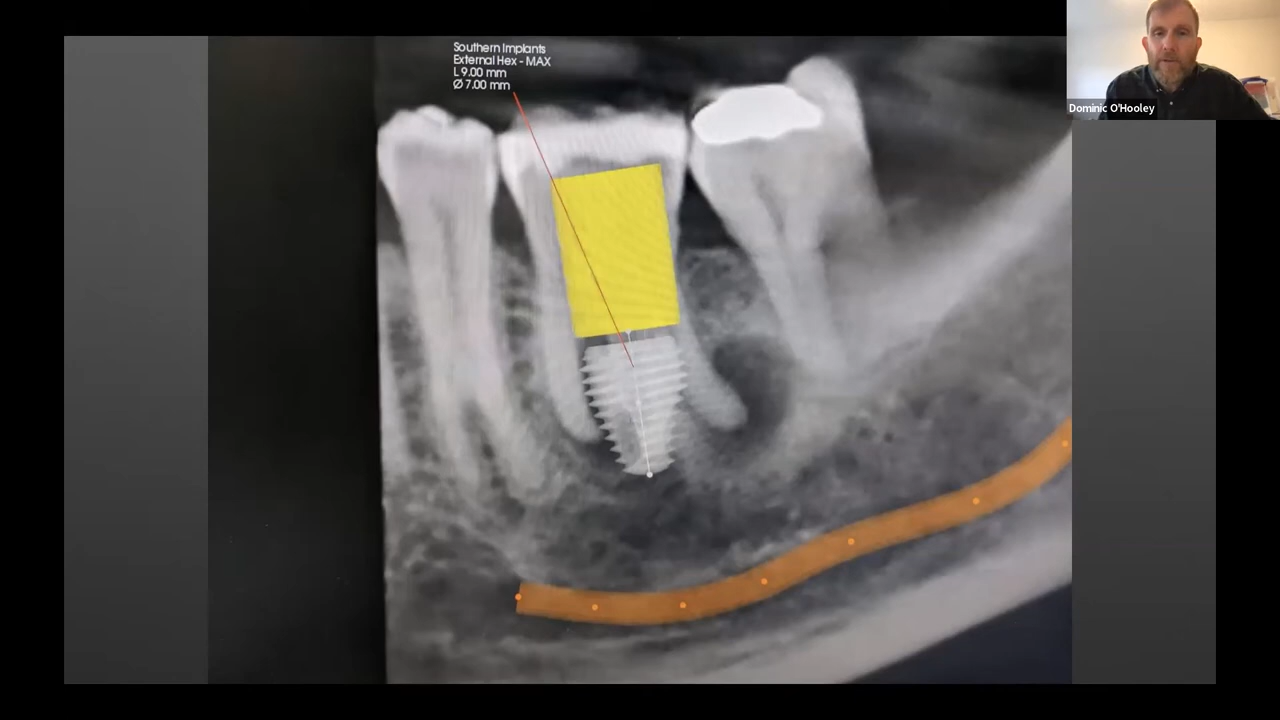 Southern Implants
External Hex - MAX
L 9.00 mm
Ø 7.00 mm
Dominic O'Hooley